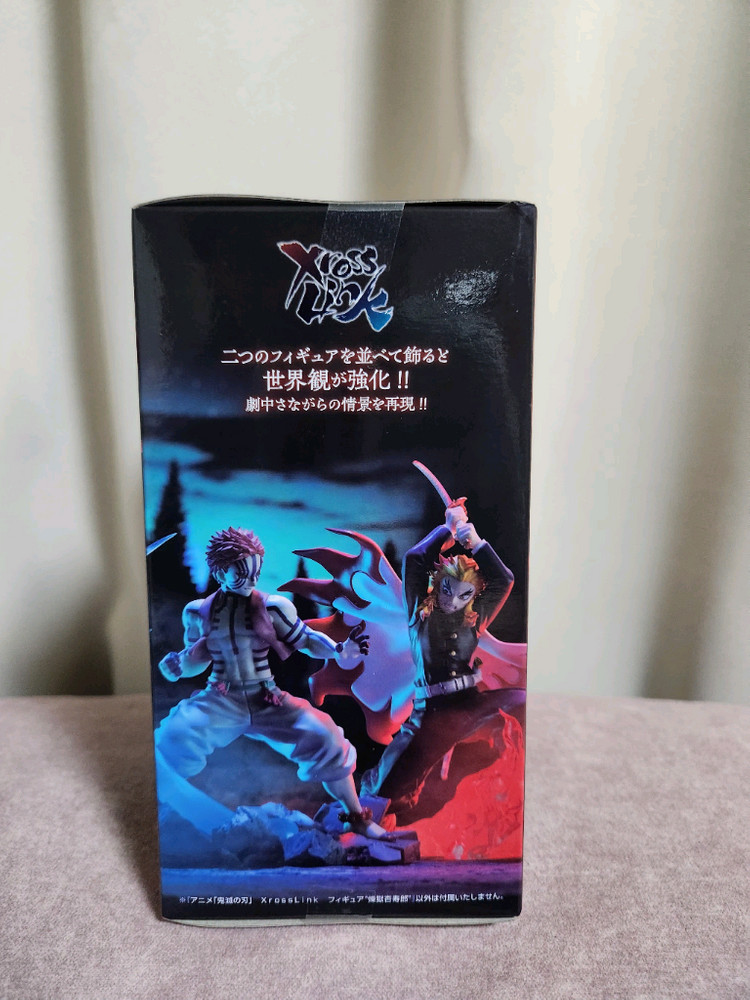 Xross
Link
二つのフィギュアを並べて飾ると
世界観が強化!!
劇中さながらの情景を再現!!
※「アニメ「鬼滅の刃」 XrossLink フィギュア"煉獄杏寿郎"」以外は付属いたしません。